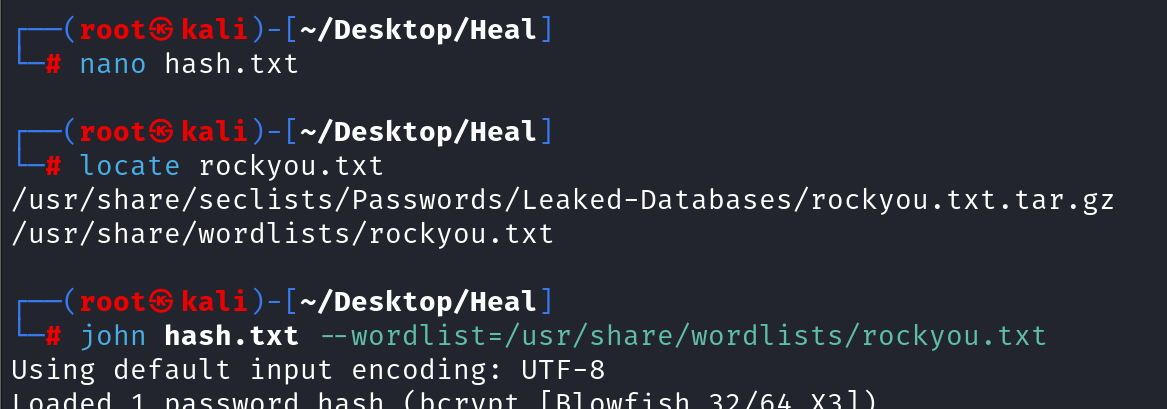 ┌──(root㉿kali)-[~/Desktop/Heal]
└─# nano hash.txt
┌──(root㉿kali)-[~/Desktop/Heal]
└─# locate rockyou.txt
/usr/share/seclists/Passwords/Leaked-Databases/rockyou.txt.tar.gz
/usr/share/wordlists/rockyou.txt
┌──(root㉿kali)-[~/Desktop/Heal]
└─# john hash.txt --wordlist=/usr/share/wordlists/rockyou.txt
Using default input encoding: UTF-8
Loaded 1 password hash (bcrypt [Blowfish 32/64 X3])